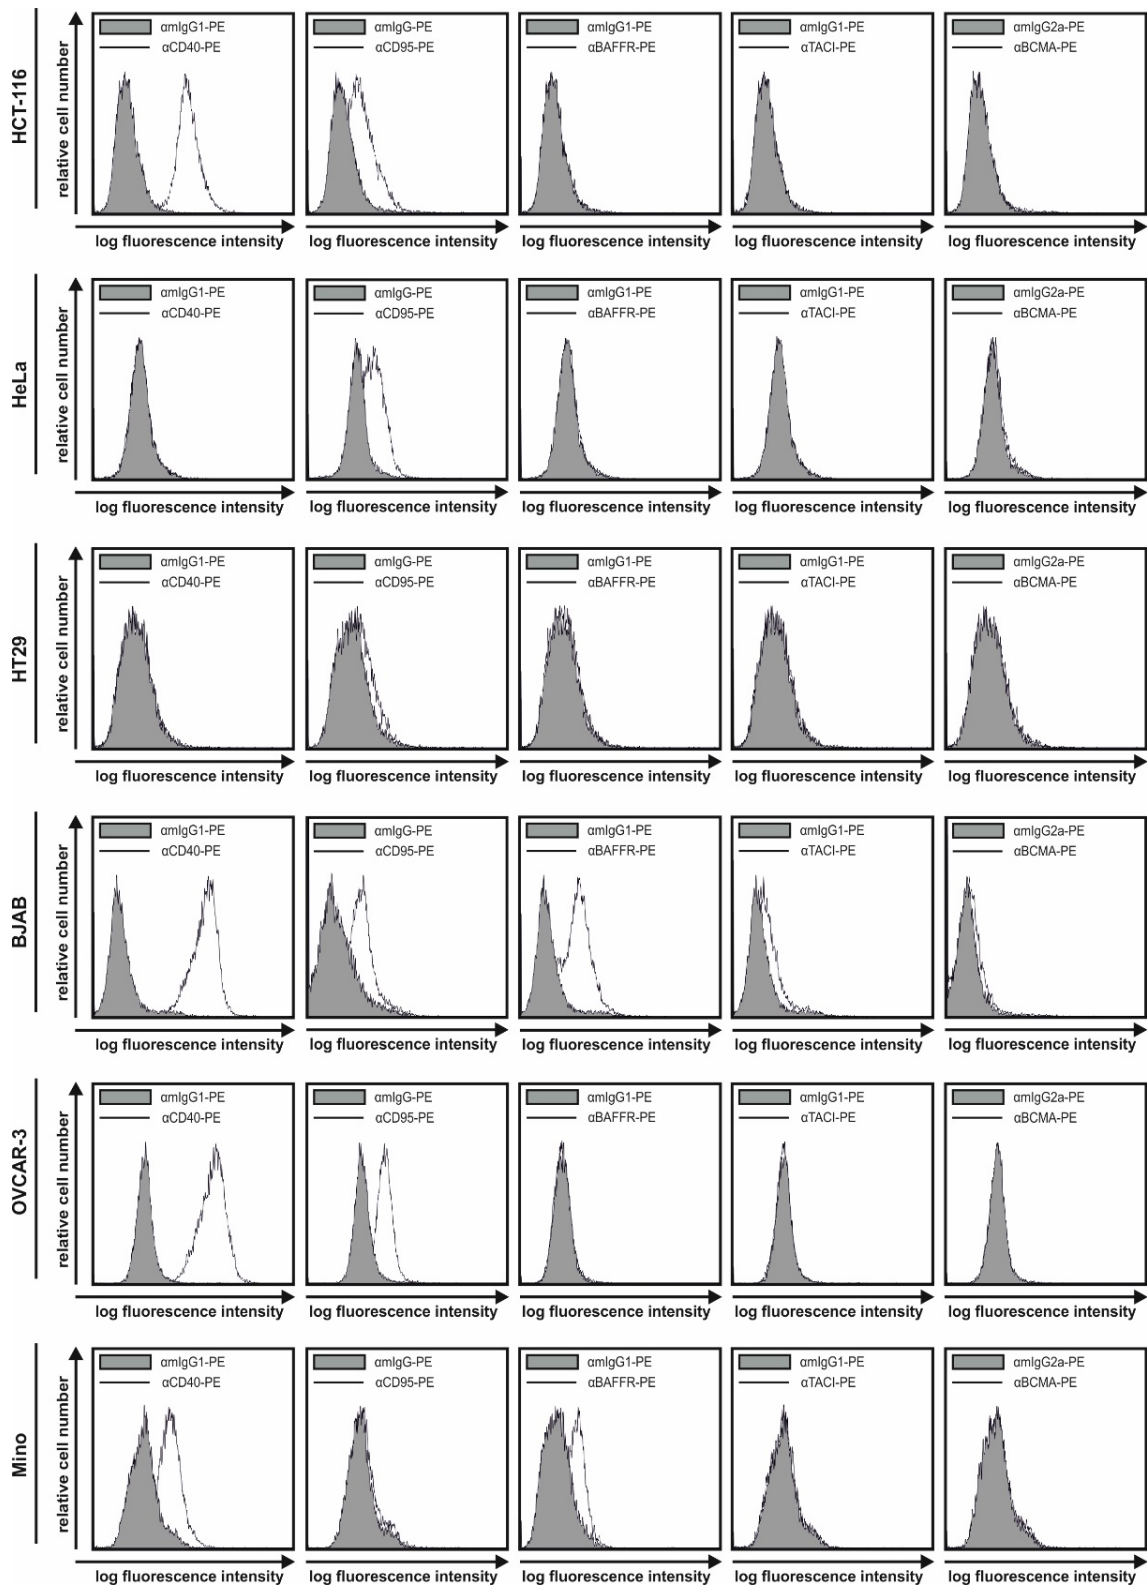 HCT-116
relative cell number
αmIgG1-PE
αCD40-PE
log fluorescence intensity
αmIgG-PE
αCD95-PE
log fluorescence intensity
αmIgG1-PE
αBAFFR-PE
log fluorescence intensity
αmIgG1-PE
αTACI-PE
log fluorescence intensity
αmIgG2a-PE
αBCMA-PE
log fluorescence intensity
HeLa
relative cell number
αmIgG1-PE
αCD40-PE
log fluorescence intensity
αmIgG-PE
αCD95-PE
log fluorescence intensity
αmIgG1-PE
αBAFFR-PE
log fluorescence intensity
αmIgG1-PE
αTACI-PE
log fluorescence intensity
αmIgG2a-PE
αBCMA-PE
log fluorescence intensity
HT29
relative cell number
αmIgG1-PE
αCD40-PE
log fluorescence intensity
αmIgG-PE
αCD95-PE
log fluorescence intensity
αmIgG1-PE
αBAFFR-PE
log fluorescence intensity
αmIgG1-PE
αTACI-PE
log fluorescence intensity
αmIgG2a-PE
αBCMA-PE
log fluorescence intensity
BJAB
relative cell number
αmIgG1-PE
αCD40-PE
log fluorescence intensity
αmIgG-PE
αCD95-PE
log fluorescence intensity
αmIgG1-PE
αBAFFR-PE
log fluorescence intensity
αmIgG1-PE
αTACI-PE
log fluorescence intensity
αmIgG2a-PE
αBCMA-PE
log fluorescence intensity
OVCAR-3
relative cell number
αmIgG1-PE
αCD40-PE
log fluorescence intensity
αmIgG-PE
αCD95-PE
log fluorescence intensity
αmIgG1-PE
αBAFFR-PE
log fluorescence intensity
αmIgG1-PE
αTACI-PE
log fluorescence intensity
αmIgG2a-PE
αBCMA-PE
log fluorescence intensity
Mino
relative cell number
αmIgG1-PE
αCD40-PE
log fluorescence intensity
αmIgG-PE
αCD95-PE
log fluorescence intensity
αmIgG1-PE
αBAFFR-PE
log fluorescence intensity
αmIgG1-PE
αTACI-PE
log fluorescence intensity
αmIgG2a-PE
αBCMA-PE
log fluorescence intensity